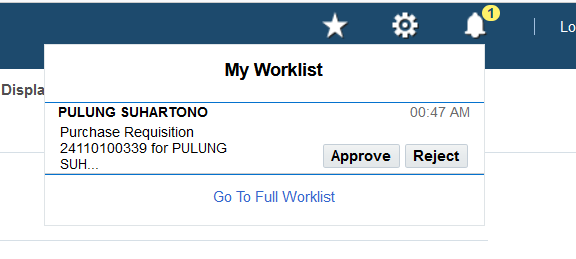 1
Lo
Displa
My Worklist
PULUNG SUHARTONO 00:47 AM
Purchase Requisition
24110100339 for PULUNG
SUH...
Approve Reject
Go To Full Worklist